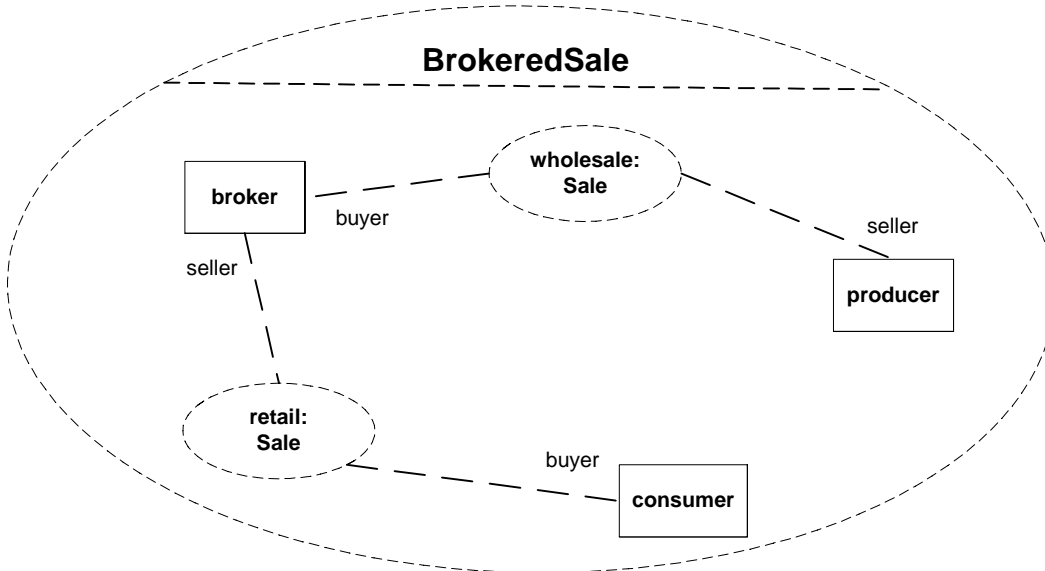 BrokeredSale
wholesale:
Sale
broker
buyer
seller
seller
producer
retail:
Sale
buyer
consumer